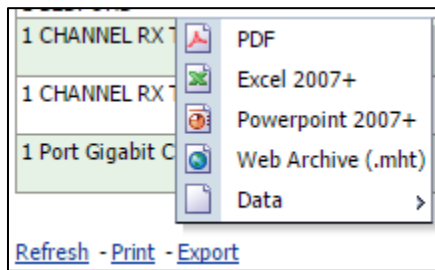 1 CHANNEL RX T
PDF
Excel 2007+
1 CHANNEL RX T
Powerpoint 2007+
1 Port Gigabit C
Web Archive (.mht)
Data
Refresh - Print - Export